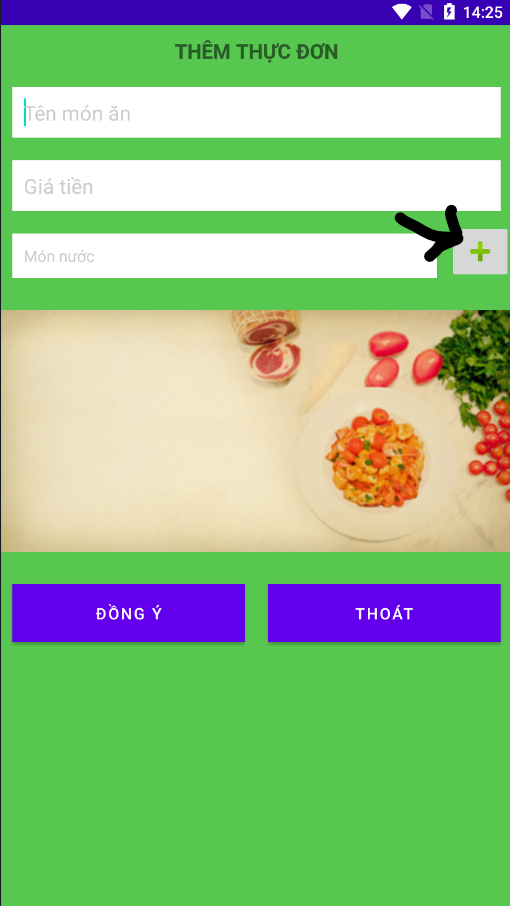 14:25
THÊM THỰC ĐƠN
Tên món ăn
Giá tiền
Món nước
ĐỒNG Ý
THOÁT